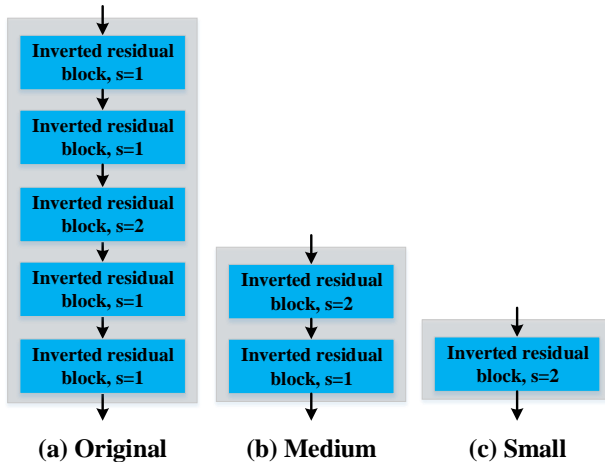 Inverted residual
block, s=1
Inverted residual
block, s=1
Inverted residual
block, s=2
Inverted residual
block, s=1
Inverted residual
block, s=1
(a) Original
Inverted residual
block, s=2
Inverted residual
block, s=1
(b) Medium
Inverted residual
block, s=2
(c) Small